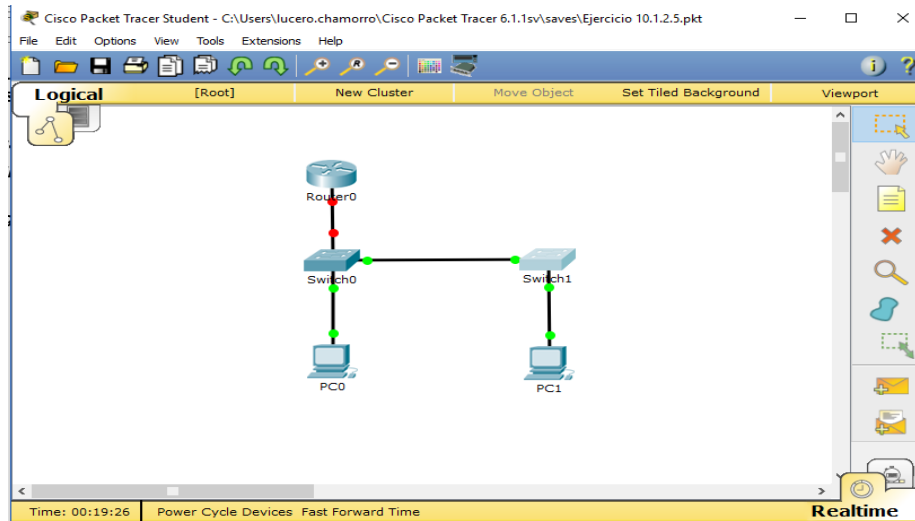 Cisco Packet Tracer Student - C:\Users\lucero.chamorro\Cisco Packet Tracer 6.1.1sv\saves\Ejercicio 10.1.2.5.pkt
File Edit Options View Tools Extensions Help
Logical [Root] New Cluster Move Object Set Tiled Background Viewport
Router0
Switch0 Switch1
PC0 PC1
Time: 00:19:26 Power Cycle Devices Fast Forward Time Realtime